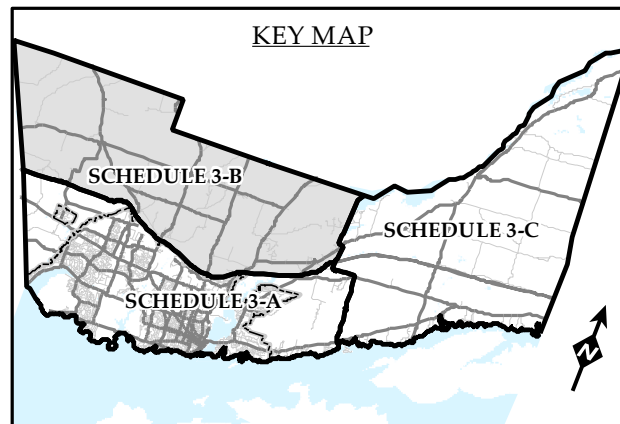 KEY MAP
SCHEDULE 3-B
SCHEDULE 3-C
SCHEDULE 3-A
N